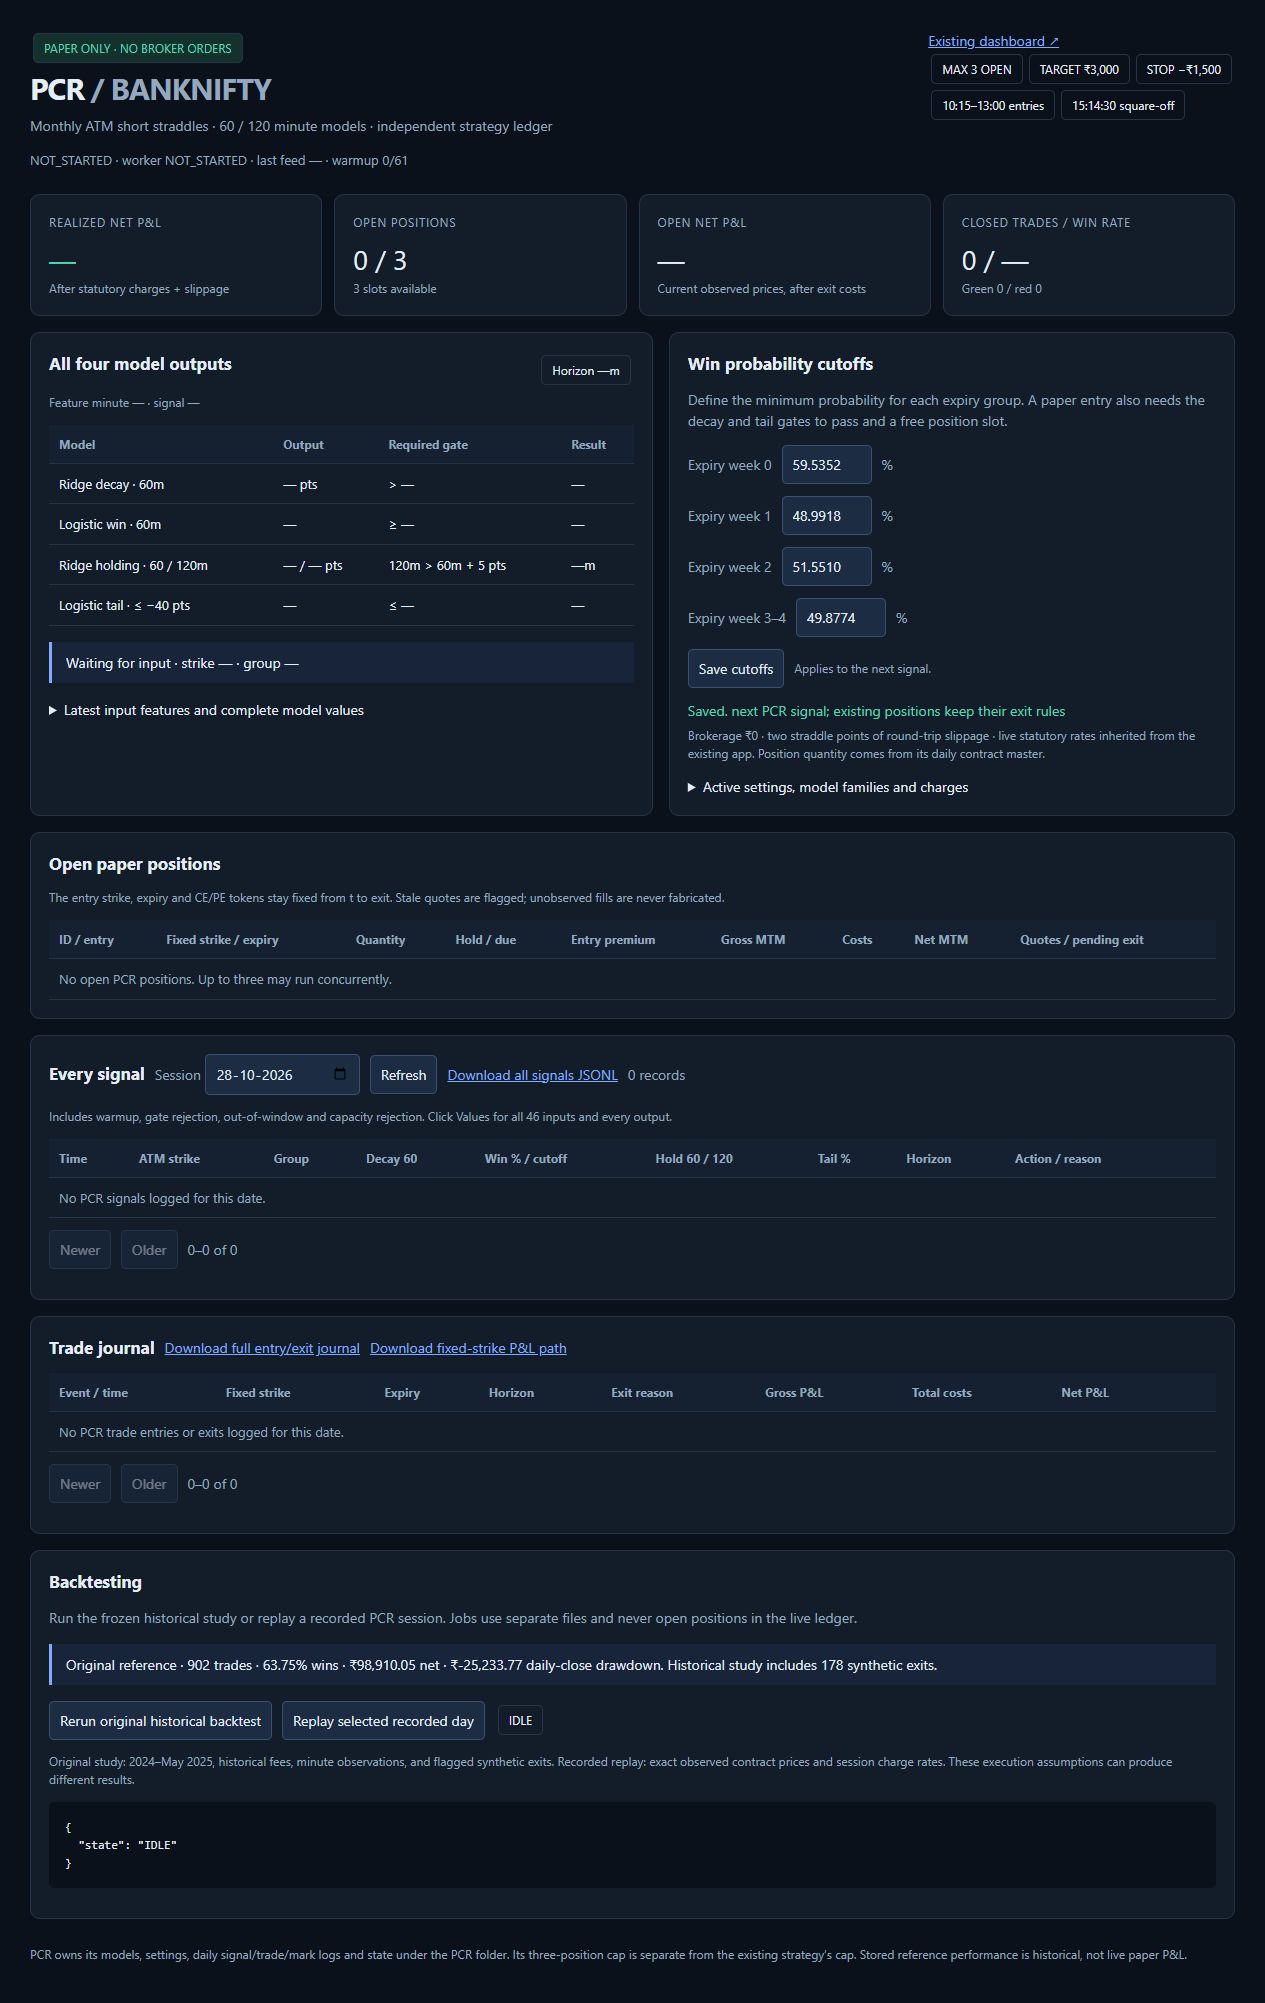 PAPER ONLY · NO BROKER ORDERS
Existing dashboard ↗
PCR / BANKNIFTY
MAX 3 OPEN TARGET ₹3,000 STOP −₹1,500
10:15–13:00 entries 15:14:30 square-off
Monthly ATM short straddles · 60 / 120 minute models · independent strategy ledger
NOT_STARTED · worker NOT_STARTED · last feed — · warmup 0/61
REALIZED NET P&L
—
After statutory charges + slippage
OPEN POSITIONS
0 / 3
3 slots available
OPEN NET P&L
—
Current observed prices, after exit costs
CLOSED TRADES / WIN RATE
0 / —
Green 0 / red 0
All four model outputs
Horizon —m
Feature minute — · signal —
Model Output Required gate Result
Ridge decay · 60m — pts > — —
Logistic win · 60m — ≥ — —
Ridge holding · 60 / 120m — / — pts 120m > 60m + 5 pts —m
Logistic tail · ≤ −40 pts — ≤ — —
Waiting for input · strike — · group —
▶ Latest input features and complete model values
Win probability cutoffs
Define the minimum probability for each expiry group. A paper entry also needs the
decay and tail gates to pass and a free position slot.
Expiry week 0 59.5352 %
Expiry week 1 48.9918 %
Expiry week 2 51.5510 %
Expiry week 3–4 49.8774 %
Save cutoffs Applies to the next signal.
Saved. next PCR signal; existing positions keep their exit rules
Brokerage ₹0 · two straddle points of round-trip slippage · live statutory rates inherited from the
existing app. Position quantity comes from its daily contract master.
▶ Active settings, model families and charges
Open paper positions
The entry strike, expiry and CE/PE tokens stay fixed from t to exit. Stale quotes are flagged; unobserved fills are never fabricated.
ID / entry Fixed strike / expiry Quantity Hold / due Entry premium Gross MTM Costs Net MTM Quotes / pending exit
No open PCR positions. Up to three may run concurrently.
Every signal Session 28-10-2026 Refresh Download all signals JSONL 0 records
Includes warmup, gate rejection, out-of-window and capacity rejection. Click Values for all 46 inputs and every output.
Time ATM strike Group Decay 60 Win % / cutoff Hold 60 / 120 Tail % Horizon Action / reason
No PCR signals logged for this date.
Newer Older 0–0 of 0
Trade journal Download full entry/exit journal Download fixed-strike P&L path
Event / time Fixed strike Expiry Horizon Exit reason Gross P&L Total costs Net P&L
No PCR trade entries or exits logged for this date.
Newer Older 0–0 of 0
Backtesting
Run the frozen historical study or replay a recorded PCR session. Jobs use separate files and never open positions in the live ledger.
Original reference · 902 trades · 63.75% wins · ₹98,910.05 net · ₹-25,233.77 daily-close drawdown. Historical study includes 178 synthetic exits.
Rerun original historical backtest Replay selected recorded day IDLE
Original study: 2024–May 2025, historical fees, minute observations, and flagged synthetic exits. Recorded replay: exact observed contract prices and session charge rates. These execution assumptions can produce
different results.
{
"state": "IDLE"
}
PCR owns its models, settings, daily signal/trade/mark logs and state under the PCR folder. Its three-position cap is separate from the existing strategy's cap. Stored reference performance is historical, not live paper P&L.